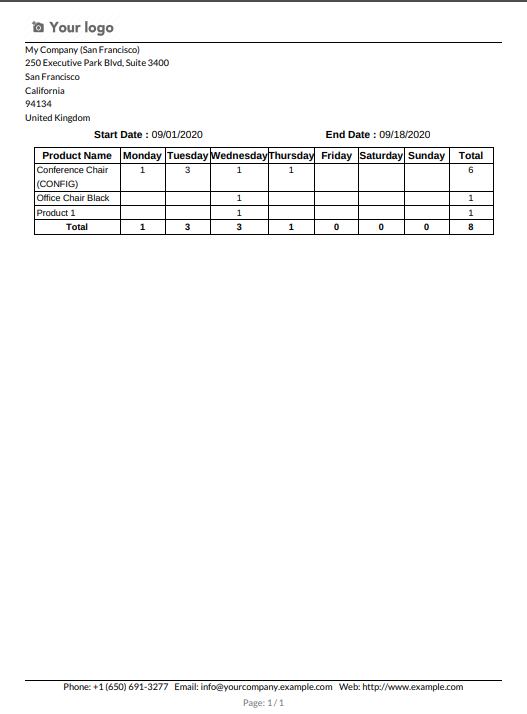 Your logo
My Company (San Francisco)
250 Executive Park Blvd, Suite 3400
San Francisco
California
94134
United Kingdom
Start Date : 09/01/2020 End Date : 09/18/2020
Product Name Monday Tuesday Wednesday Thursday Friday Saturday Sunday Total
Conference Chair 1 3 1 1 6
(CONFIG)
Office Chair Black 1 1
Product 1 1 1
Total 1 3 3 1 0 0 0 8
Phone: +1 (650) 691-3277 Email: info@yourcompany.example.com Web: http://www.example.com
Page: 1 / 1